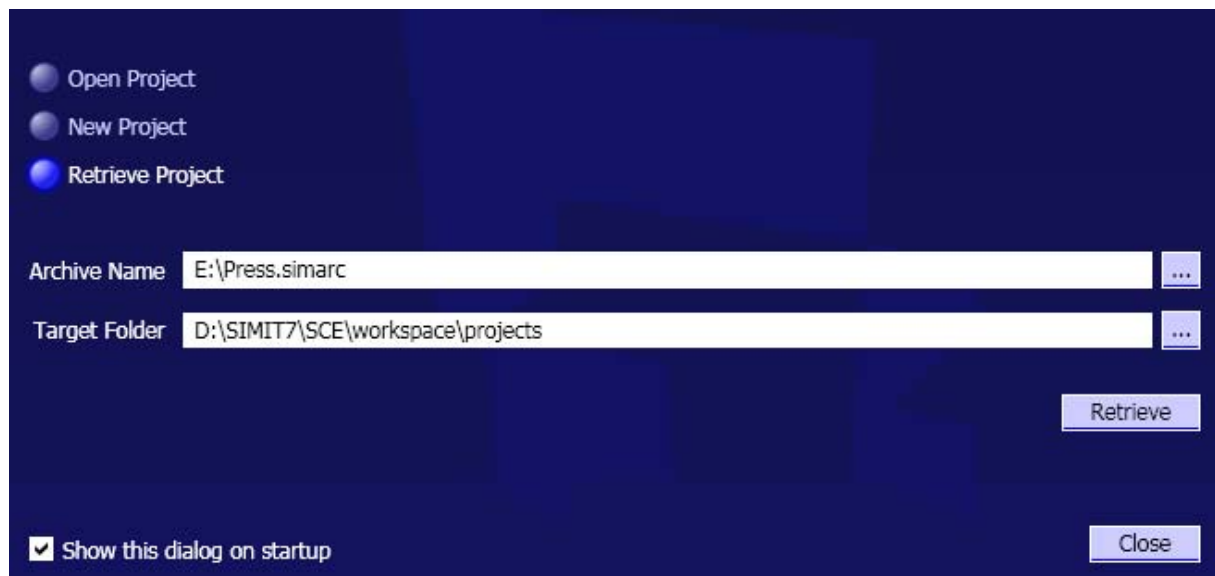 Open Project
New Project
Retrieve Project
Archive Name E:\Press.simarc ...
Target Folder D:\SIMIT7\SCE\workspace\projects ...
Retrieve
Show this dialog on startup
Close